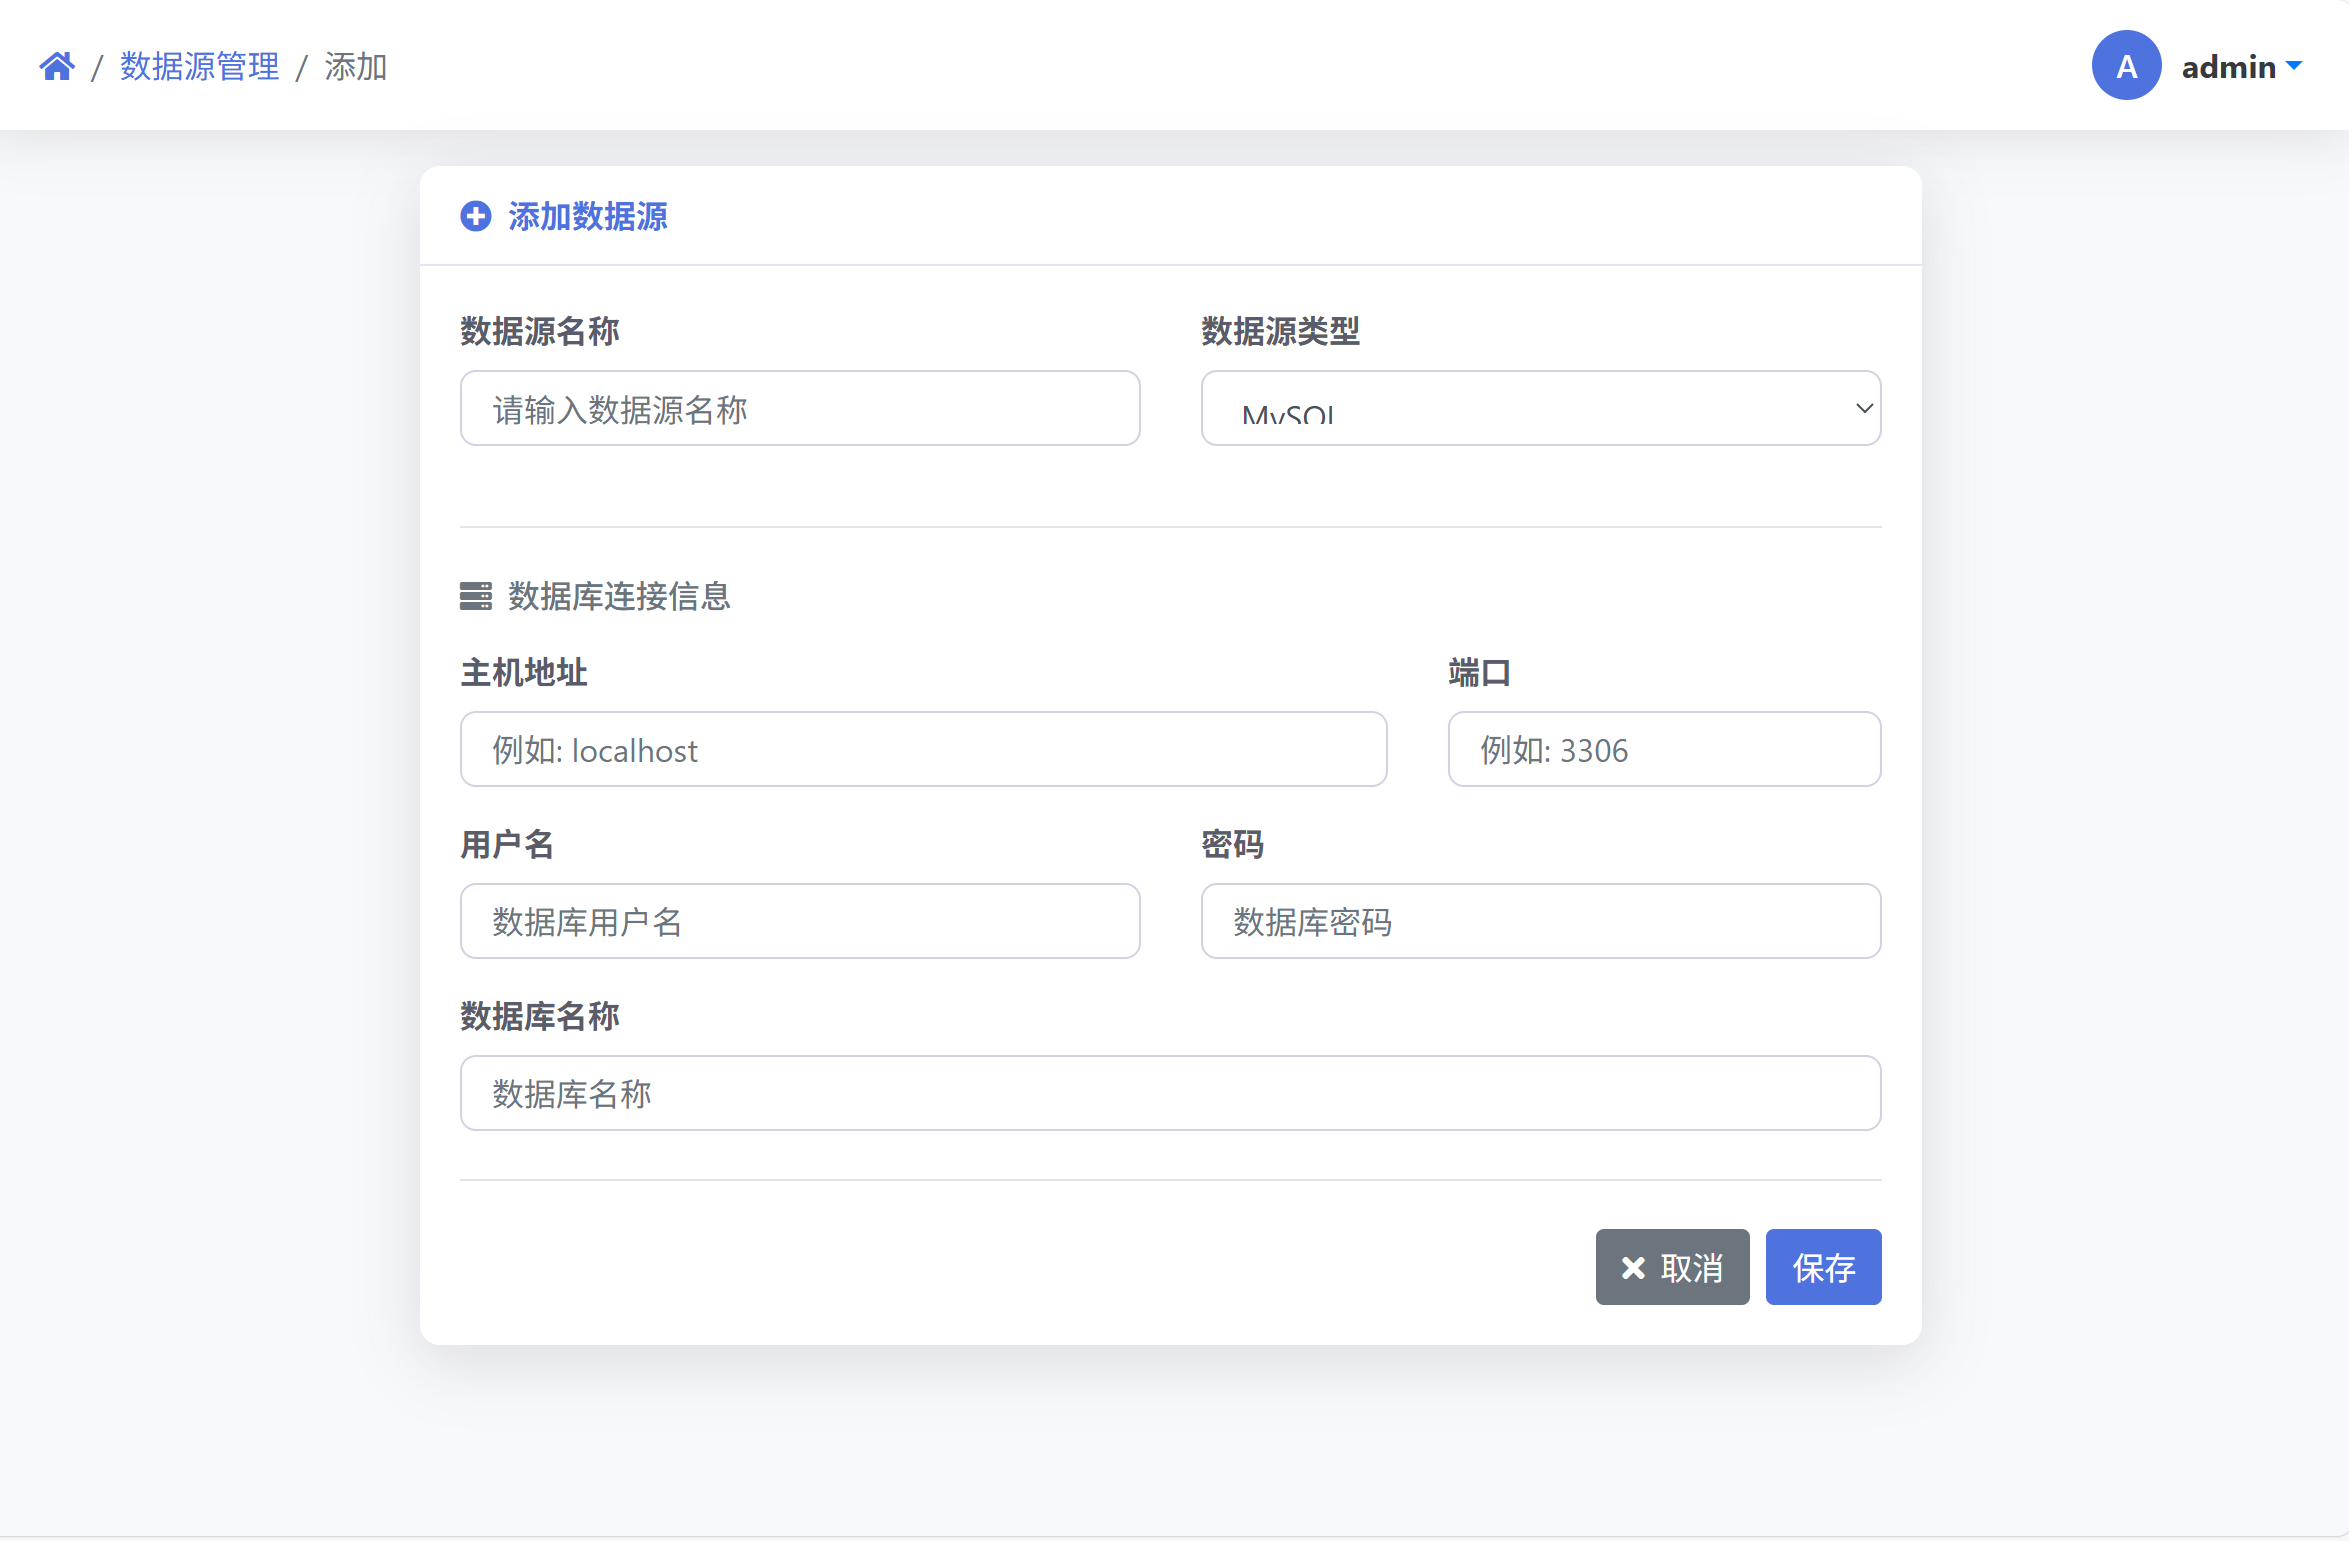 / 数据源管理 / 添加
A admin
添加数据源
数据源名称
数据源类型
请输入数据源名称
MySQL
数据库连接信息
主机地址
端口
例如: localhost
例如: 3306
用户名
密码
数据库用户名
数据库密码
数据库名称
数据库名称
取消
保存